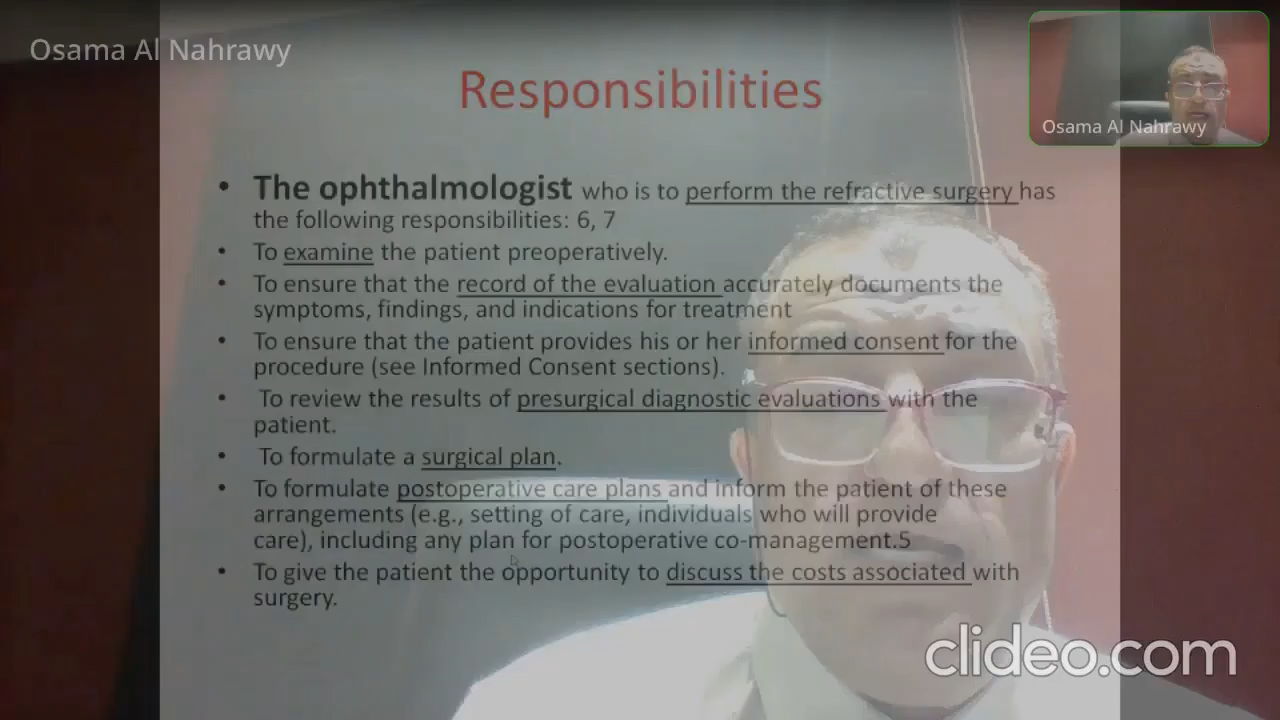 Osama Al Nahrawy
Responsibilities
Osama Al Nahrawy
• The ophthalmologist who is to perform the refractive surgery has
the following responsibilities: 6, 7
• To examine the patient preoperatively.
• To ensure that the record of the evaluation accurately documents the
symptoms, findings, and indications for treatment
• To ensure that the patient provides his or her informed consent for the
procedure (see Informed Consent sections).
• To review the results of presurgical diagnostic evaluations with the
patient.
• To formulate a surgical plan.
• To formulate postoperative care plans and inform the patient of these
arrangements (e.g., setting of care, individuals who will provide
care), including any plan for postoperative co-management.5
• To give the patient the opportunity to discuss the costs associated with
surgery.
clideo.com